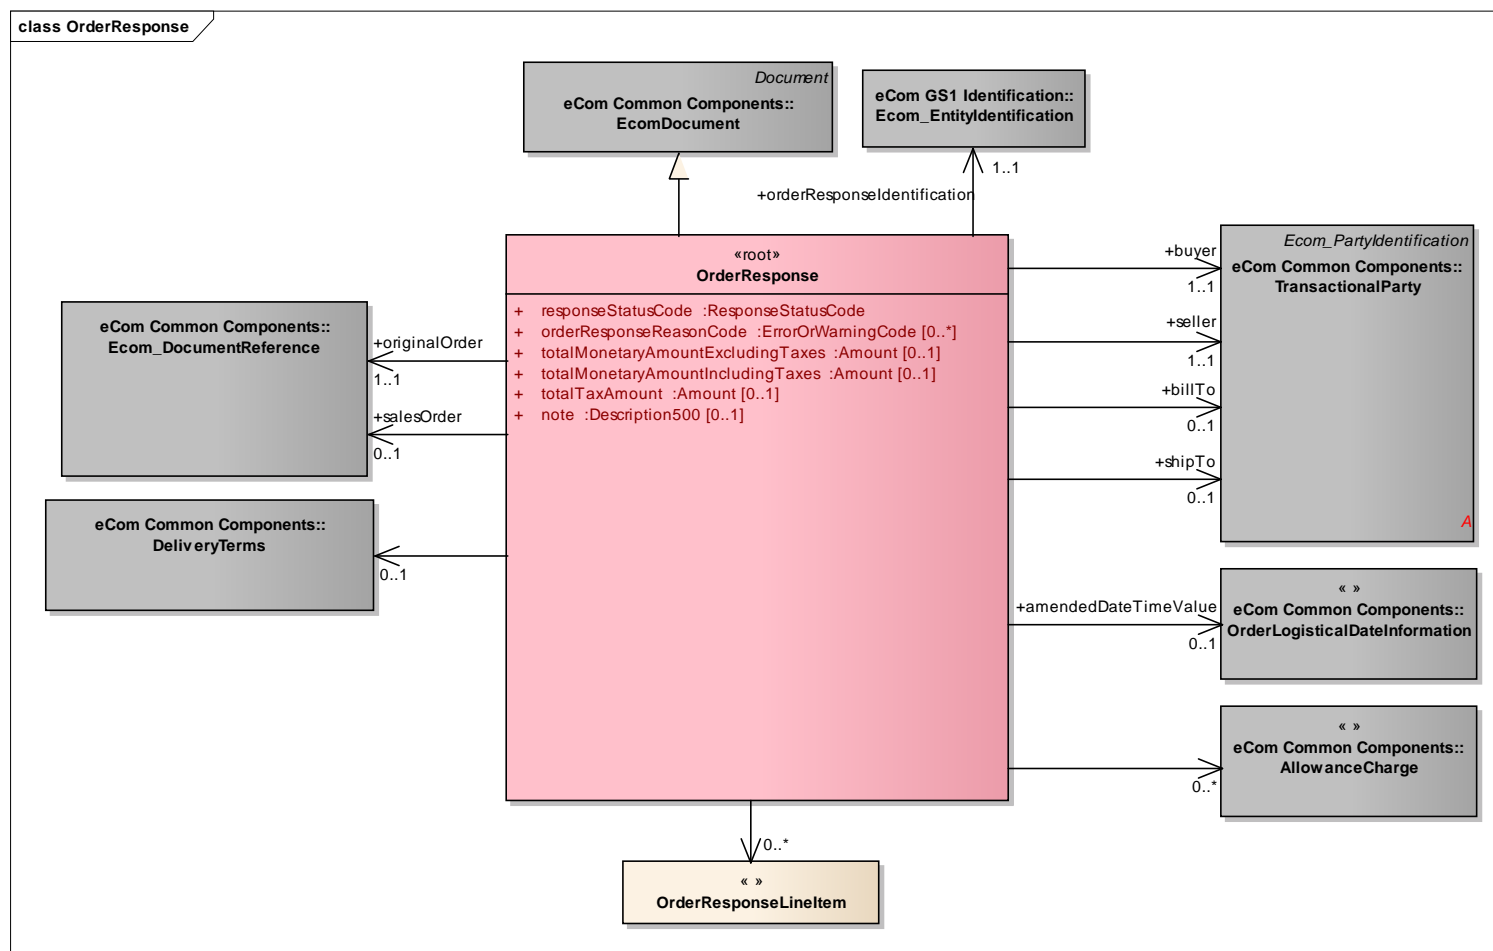 class OrderResponse
Document
eCom Common Components::
EcomDocument
eCom GS1 Identification::
Ecom_EntityIdentification
1..1
+orderResponseIdentification
«root»
OrderResponse
+ responseStatusCode :ResponseStatusCode
+ orderResponseReasonCode :ErrorOrWarningCode [0..*]
+ totalMonetaryAmountExcludingTaxes :Amount [0..1]
+ totalMonetaryAmountIncludingTaxes :Amount [0..1]
+ totalTaxAmount :Amount [0..1]
+ note :Description500 [0..1]
eCom Common Components::
Ecom_DocumentReference
+originalOrder
1..1
+salesOrder
0..1
eCom Common Components::
DeliveryTerms
0..1
+buyer
1..1
+seller
1..1
+billTo
0..1
+shipTo
0..1
Ecom_PartyIdentification
eCom Common Components::
TransactionalParty
A
+amendedDateTimeValue
0..1
« »
eCom Common Components::
OrderLogisticalDateInformation
0..*
« »
eCom Common Components::
AllowanceCharge
0..*
« »
OrderResponseLineItem